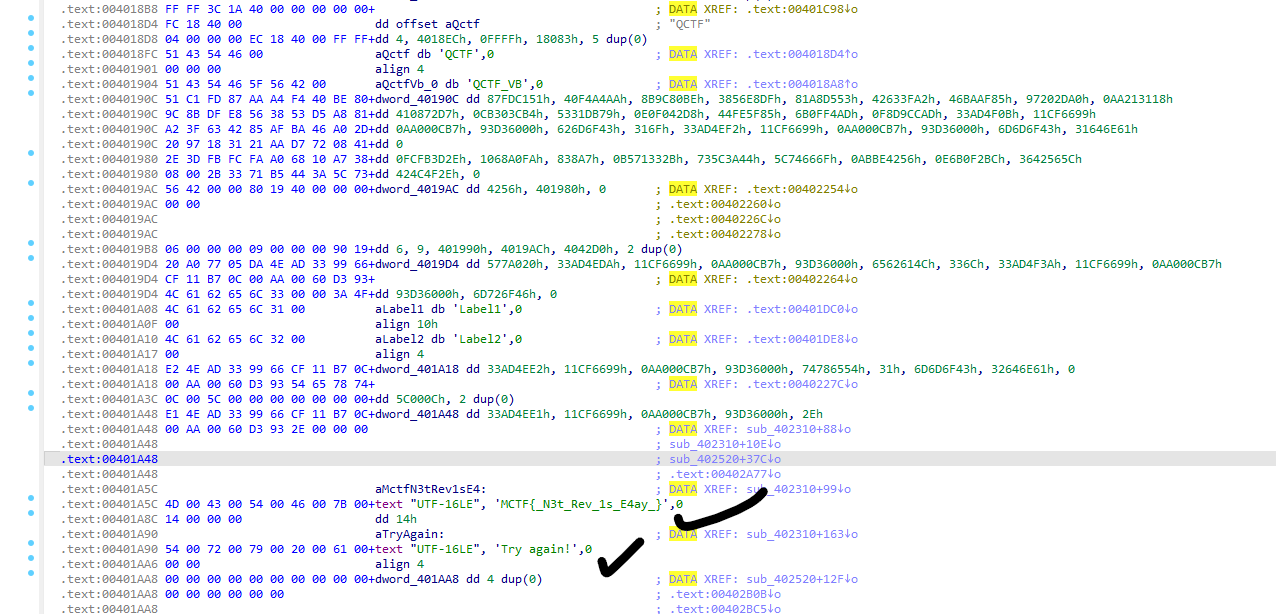 .text:004018B8 FF FF 3C 1A 40 00 00 00 00 00+ ; DATA XREF: .text:00401C98↓o
.text:004018D4 FC 18 40 00 dd offset aQctf ; "QCTF"
.text:004018D8 04 00 00 00 EC 18 40 00 FF FF+dd 4, 4018ECh, 0FFFFh, 18083h, 5 dup(0)
.text:004018FC 51 43 54 46 00 aQctf db 'QCTF',0 ; DATA XREF: .text:004018D4↑o
.text:00401901 00 00 00 align 4
.text:00401904 51 43 54 46 5F 56 42 00 aQctfVb_0 db 'QCTF_VB',0 ; DATA XREF: .text:004018A8↑o
.text:0040190C 51 C1 FD 87 AA A4 F4 40 BE 80+dword_40190C dd 87FDC151h, 40F4A4AAh, 8B9C80BEh, 3856E8DFh, 81A8D553h, 42633FA2h, 46BAAF85h, 97202DA0h, 0AA213118h
.text:0040190C 9C 8B DF E8 56 38 53 D5 A8 81+dd 410872D7h, 0CB303CB4h, 5331DB79h, 0E0F042D8h, 44FE5F85h, 6B0FF4ADh, 0F8D9CCADh, 33AD4F0Bh, 11CF6699h
.text:0040190C A2 3F 63 42 85 AF BA 46 A0 2D+dd 0AA000CB7h, 93D36000h, 626D6F43h, 316Fh, 33AD4EF2h, 11CF6699h, 0AA000CB7h, 93D36000h, 6D6D6F43h, 31646E61h
.text:0040190C 20 97 18 31 21 AA D7 72 08 41+dd 0
.text:00401980 2E 3D FB FC FA A0 68 10 A7 38+dd 0FCFB3D2Eh, 1068A0FAh, 838A7h, 0B571332Bh, 735C3A44h, 5C74666Fh, 0ABBE4256h, 0E6B0F2BCh, 3642565Ch
.text:00401980 08 00 2B 33 71 B5 44 3A 5C 73+dd 424C4F2Eh, 0
.text:004019AC 56 42 00 00 80 19 40 00 00 00+dword_4019AC dd 4256h, 401980h, 0 ; DATA XREF: .text:00402254↓o
.text:004019AC 00 00 ; .text:00402260↓o
.text:004019AC ; .text:0040226C↓o
.text:004019AC ; .text:00402278↓o
.text:004019B8 06 00 00 00 09 00 00 00 90 19+dd 6, 9, 401990h, 4019ACh, 4042D0h, 2 dup(0)
.text:004019D4 20 A0 77 05 DA 4E AD 33 99 66+dword_4019D4 dd 577A020h, 33AD4EDAh, 11CF6699h, 0AA000CB7h, 93D36000h, 6562614Ch, 336Ch, 33AD4F3Ah, 11CF6699h, 0AA000CB7h
.text:004019D4 CF 11 B7 0C 00 AA 00 60 D3 93+ ; DATA XREF: .text:00402264↓o
.text:004019D4 4C 61 62 65 6C 33 00 00 3A 4F+dd 93D36000h, 6D726F46h, 0
.text:00401A08 4C 61 62 65 6C 31 00 aLabel1 db 'Label1',0 ; DATA XREF: .text:00401DC0↓o
.text:00401A0F 00 align 10h
.text:00401A10 4C 61 62 65 6C 32 00 aLabel2 db 'Label2',0 ; DATA XREF: .text:00401DE8↓o
.text:00401A17 00 align 4
.text:00401A18 E2 4E AD 33 99 66 CF 11 B7 0C+dword_401A18 dd 33AD4EE2h, 11CF6699h, 0AA000CB7h, 93D36000h, 74786554h, 31h, 6D6D6F43h, 32646E61h, 0
.text:00401A18 00 AA 00 60 D3 93 54 65 78 74+ ; DATA XREF: .text:0040227C↓o
.text:00401A3C 0C 00 5C 00 00 00 00 00 00 00+dd 5C000Ch, 2 dup(0)
.text:00401A48 E1 4E AD 33 99 66 CF 11 B7 0C+dword_401A48 dd 33AD4EE1h, 11CF6699h, 0AA000CB7h, 93D36000h, 2Eh
.text:00401A48 00 AA 00 60 D3 93 2E 00 00 00 ; DATA XREF: sub_402310+88↓o
.text:00401A48 ; sub_402310+10E↓o
.text:00401A48 ; sub_402520+37C↓o
.text:00401A48 ; .text:00402A77↓o
.text:00401A5C aMctfN3tRev1sE4: ; DATA XREF: sub_402310+99↓o
.text:00401A5C 4D 00 43 00 54 00 46 00 7B 00+text "UTF-16LE", 'MCTF{_N3t_Rev_1s_E4ay_}',0
.text:00401A8C 14 00 00 00 dd 14h
.text:00401A90 aTryAgain: ; DATA XREF: sub_402310+163↓o
.text:00401A90 54 00 72 00 79 00 20 00 61 00+text "UTF-16LE", 'Try again!',0
.text:00401AA6 00 00 align 4
.text:00401AA8 00 00 00 00 00 00 00 00 00 00+dword_401AA8 dd 4 dup(0) ; DATA XREF: sub_402520+12F↓o
.text:00401AA8 00 00 00 00 00 00 ; .text:00402B0B↓o
.text:00401AA8 ; .text:00402BC5↓o